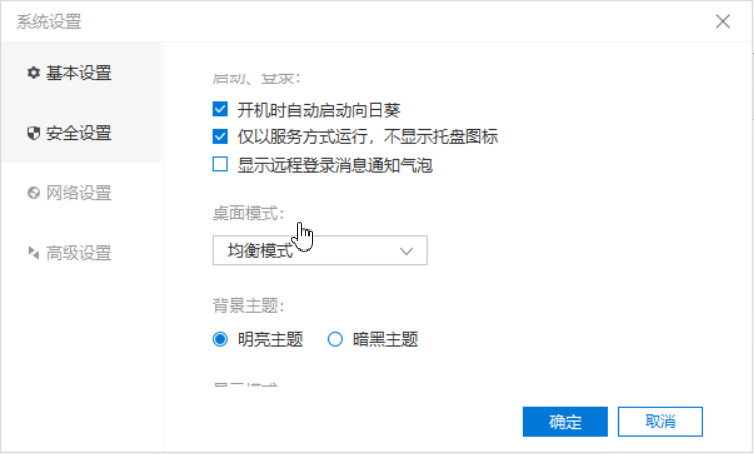 系统设置
基本设置
安全设置
网络设置
高级设置
启动、登录:
开机时自动启动向日葵
仅以服务方式运行，不显示托盘图标
显示远程登录消息通知气泡
桌面模式:
均衡模式
背景主题:
明亮主题
暗黑主题
确定
取消